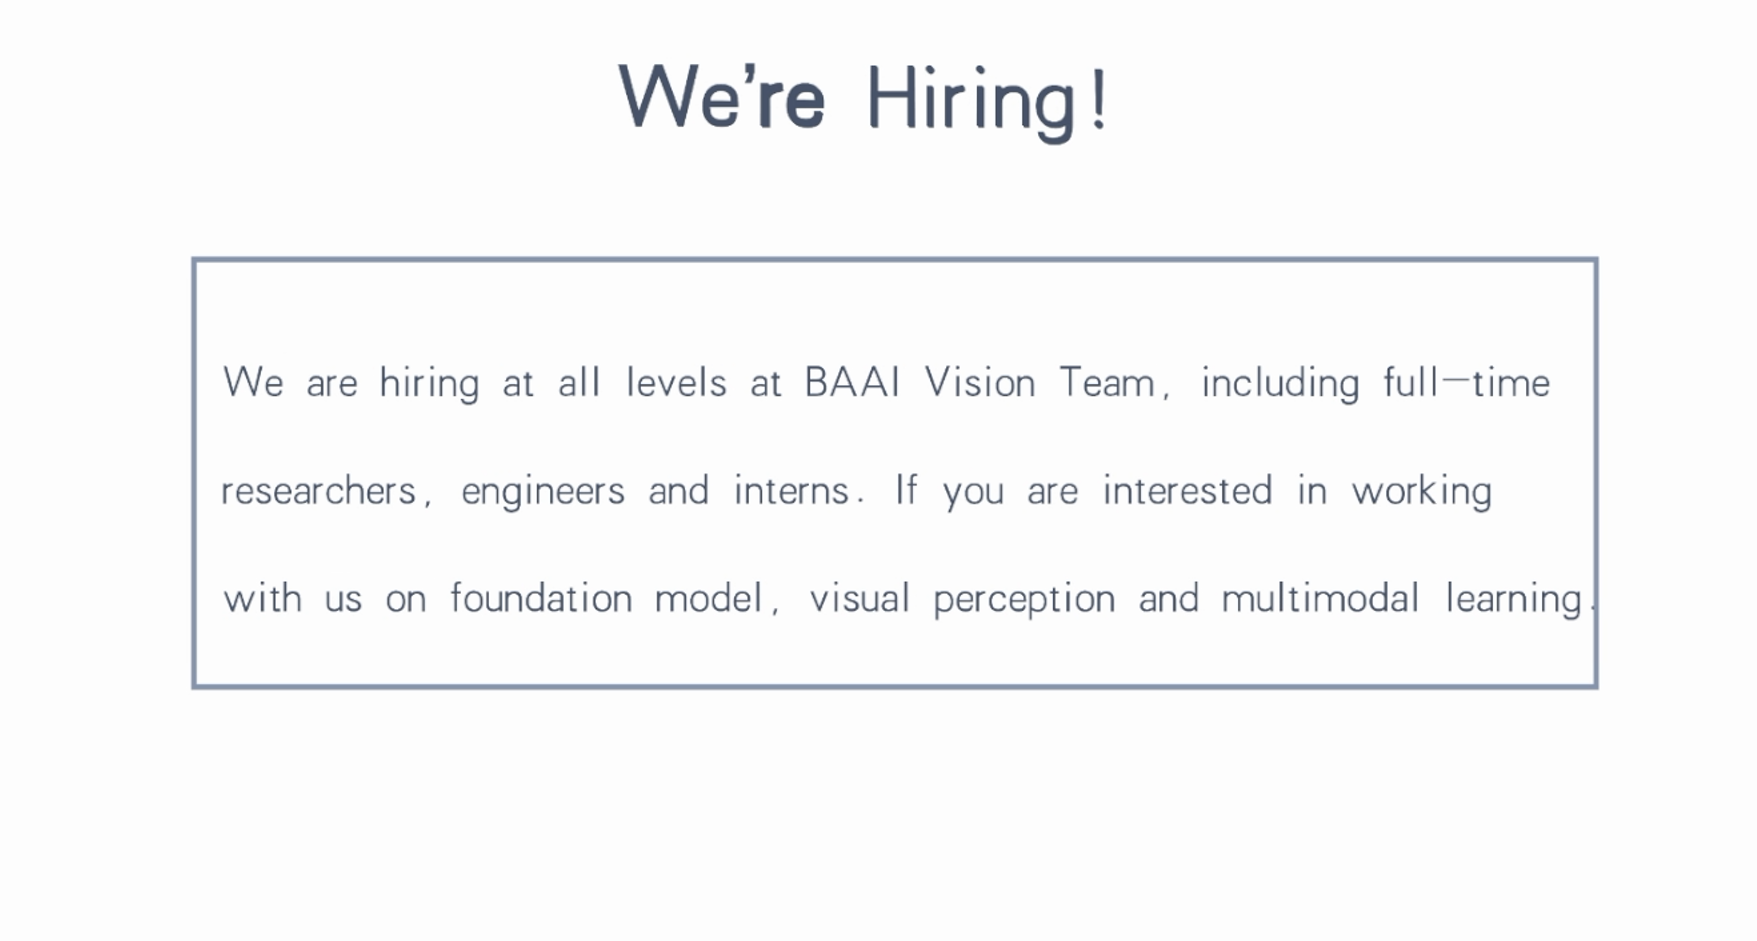 We're Hiring!
We are hiring at all levels at BAAI Vision Team, including full-time
researchers, engineers and interns. If you are interested in working
with us on foundation model, visual perception and multimodal learning.